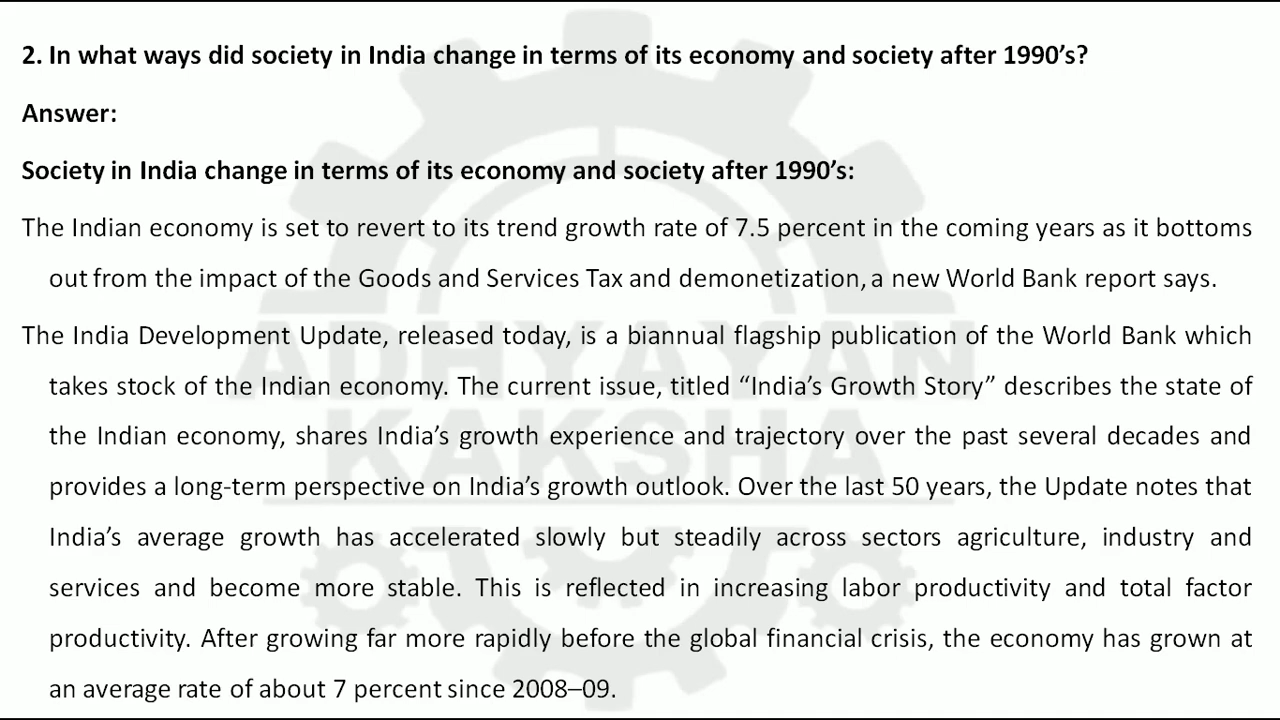 2. In what ways did society in India change in terms of its economy and society after 1990’s?
Answer:
Society in India change in terms of its economy and society after 1990’s:
The Indian economy is set to revert to its trend growth rate of 7.5 percent in the coming years as it bottoms
out from the impact of the Goods and Services Tax and demonetization, a new World Bank report says.
The India Development Update, released today, is a biannual flagship publication of the World Bank which
takes stock of the Indian economy. The current issue, titled “India’s Growth Story” describes the state of
the Indian economy, shares India’s growth experience and trajectory over the past several decades and
provides a long-term perspective on India’s growth outlook. Over the last 50 years, the Update notes that
India’s average growth has accelerated slowly but steadily across sectors agriculture, industry and
services and become more stable. This is reflected in increasing labor productivity and total factor
productivity. After growing far more rapidly before the global financial crisis, the economy has grown at
an average rate of about 7 percent since 2008–09.
ADHYAYAN
KAKSHA